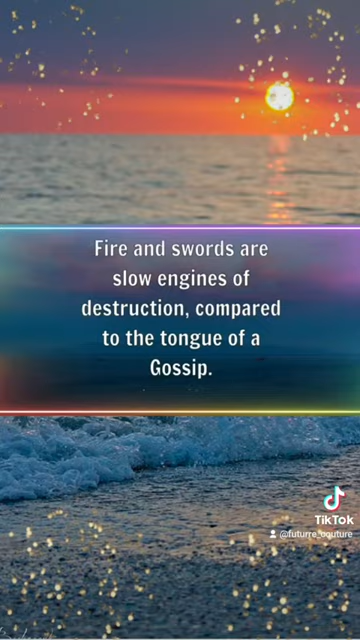 Fire and swords are
slow engines of
destruction, compared
to the tongue of a
Gossip.
TikTok
@futurre_couture